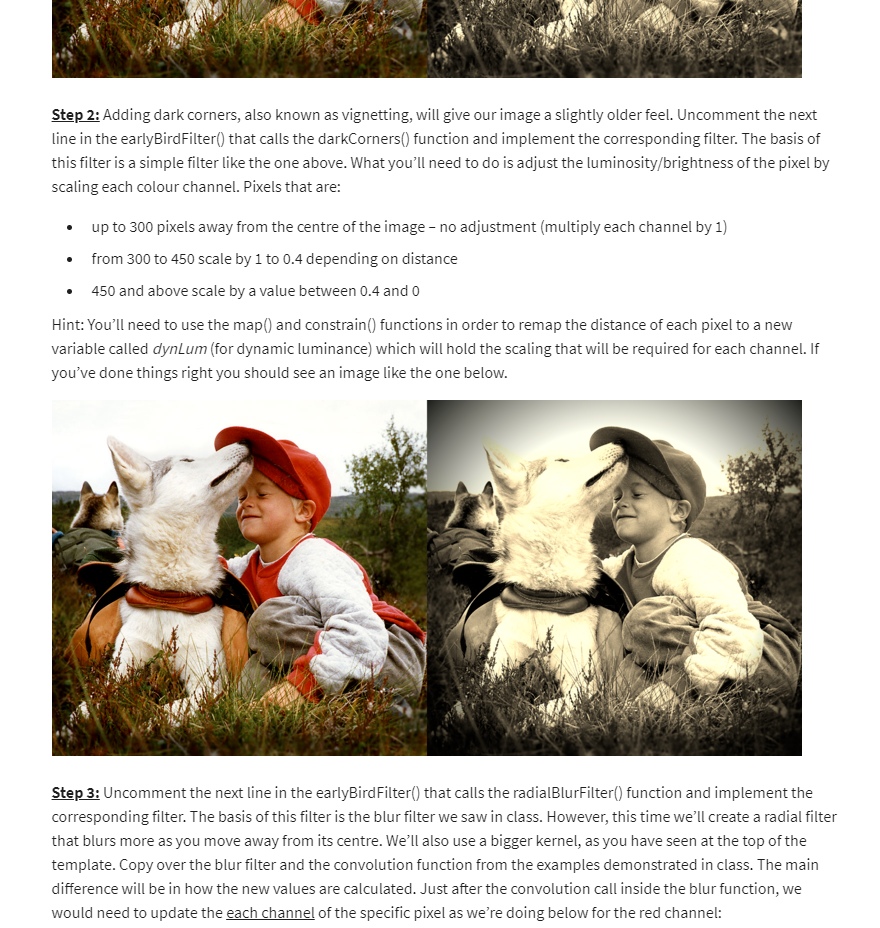 Step 2: Adding dark corners, also known as vignetting, will give our image a slightly older feel. Uncomment the next
line in the earlyBirdFilter() that calls the darkCorners() function and implement the corresponding filter. The basis of
this filter is a simple filter like the one above. What you’ll need to do is adjust the luminosity/brightness of the pixel by
scaling each colour channel. Pixels that are:
• up to 300 pixels away from the centre of the image – no adjustment (multiply each channel by 1)
• from 300 to 450 scale by 1 to 0.4 depending on distance
• 450 and above scale by a value between 0.4 and 0
Hint: You’ll need to use the map() and constrain() functions in order to remap the distance of each pixel to a new
variable called dynLum (for dynamic luminance) which will hold the scaling that will be required for each channel. If
you’ve done things right you should see an image like the one below.
Step 3: Uncomment the next line in the earlyBirdFilter() that calls the radialBlurFilter() function and implement the
corresponding filter. The basis of this filter is the blur filter we saw in class. However, this time we’ll create a radial filter
that blurs more as you move away from its centre. We’ll also use a bigger kernel, as you have seen at the top of the
template. Copy over the blur filter and the convolution function from the examples demonstrated in class. The main
difference will be in how the new values are calculated. Just after the convolution call inside the blur function, we
would need to update the each channel of the specific pixel as we’re doing below for the red channel: